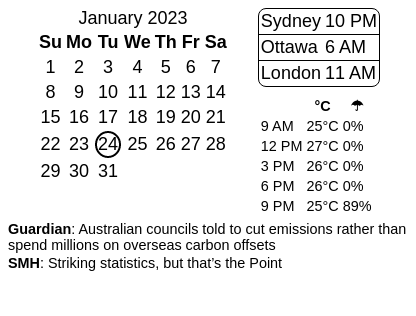 January 2023
Su Mo Tu We Th Fr Sa
1 2 3 4 5 6 7
8 9 10 11 12 13 14
15 16 17 18 19 20 21
22 23 24 25 26 27 28
29 30 31
Sydney 10 PM
Ottawa 6 AM
London 11 AM
°C ☂
9 AM 25°C 0%
12 PM 27°C 0%
3 PM 26°C 0%
6 PM 26°C 0%
9 PM 25°C 89%
Guardian: Australian councils told to cut emissions rather than
spend millions on overseas carbon offsets
SMH: Striking statistics, but that’s the Point